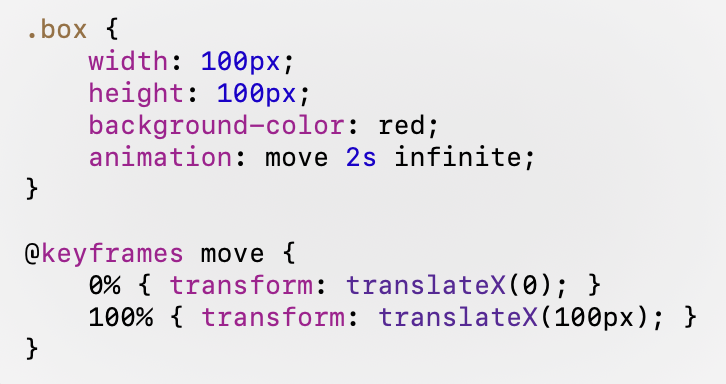 .box {
    width: 100px;
    height: 100px;
    background-color: red;
    animation: move 2s infinite;
}

@keyframes move {
    0% { transform: translateX(0); }
    100% { transform: translateX(100px); }
}